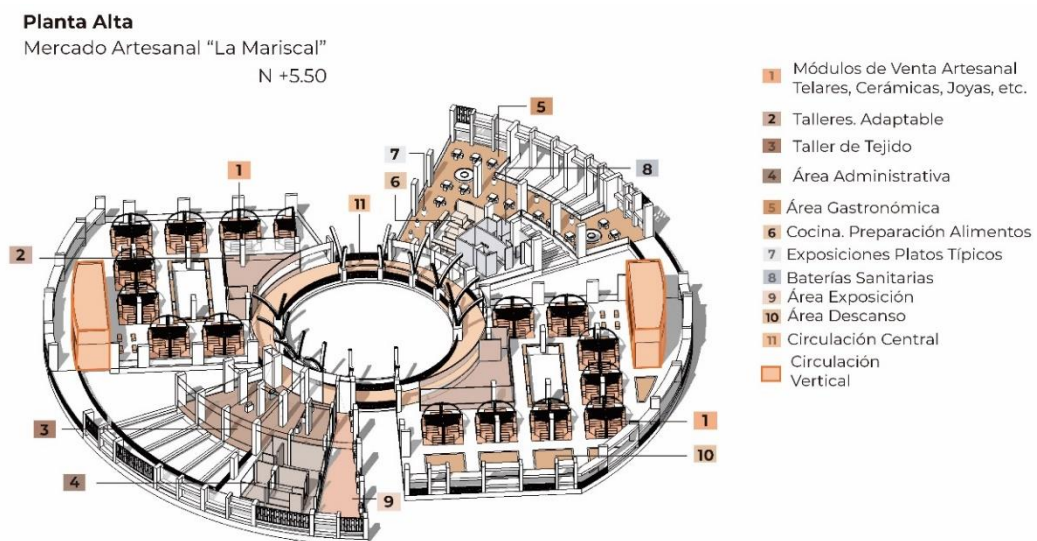 Planta Alta
Mercado Artesanal “La Mariscal”
N +5.50
1 Módulos de Venta Artesanal
Telares, Cerámicas, Joyas, etc.
2 Talleres. Adaptable
3 Taller de Tejido
4 Área Administrativa
5 Área Gastronómica
6 Cocina. Preparación Alimentos
7 Exposiciones Platos Típicos
8 Baterías Sanitarias
9 Área Exposición
10 Área Descanso
11 Circulación Central
Circulación
Vertical
5
7
8
1
6
11
2
1
3
10
4
9